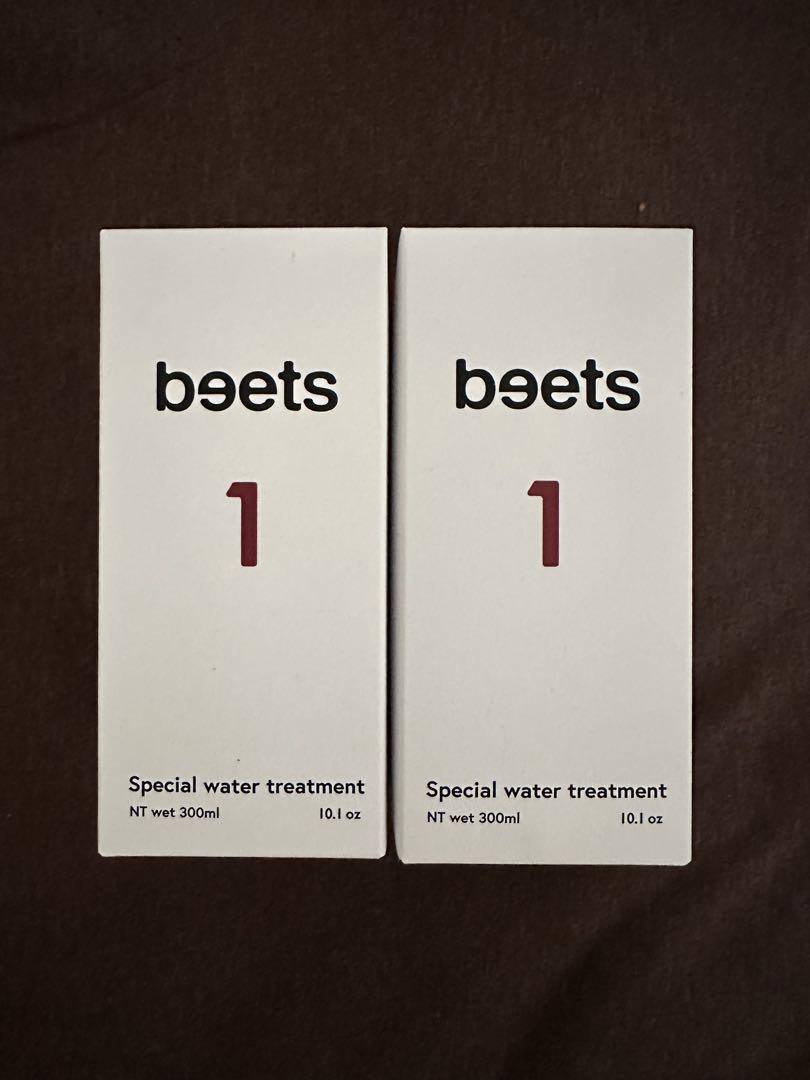 beets
1
Special water treatment
NT wet 300ml 10.1 oz
beets
1
Special water treatment
NT wet 300ml 10.1 oz